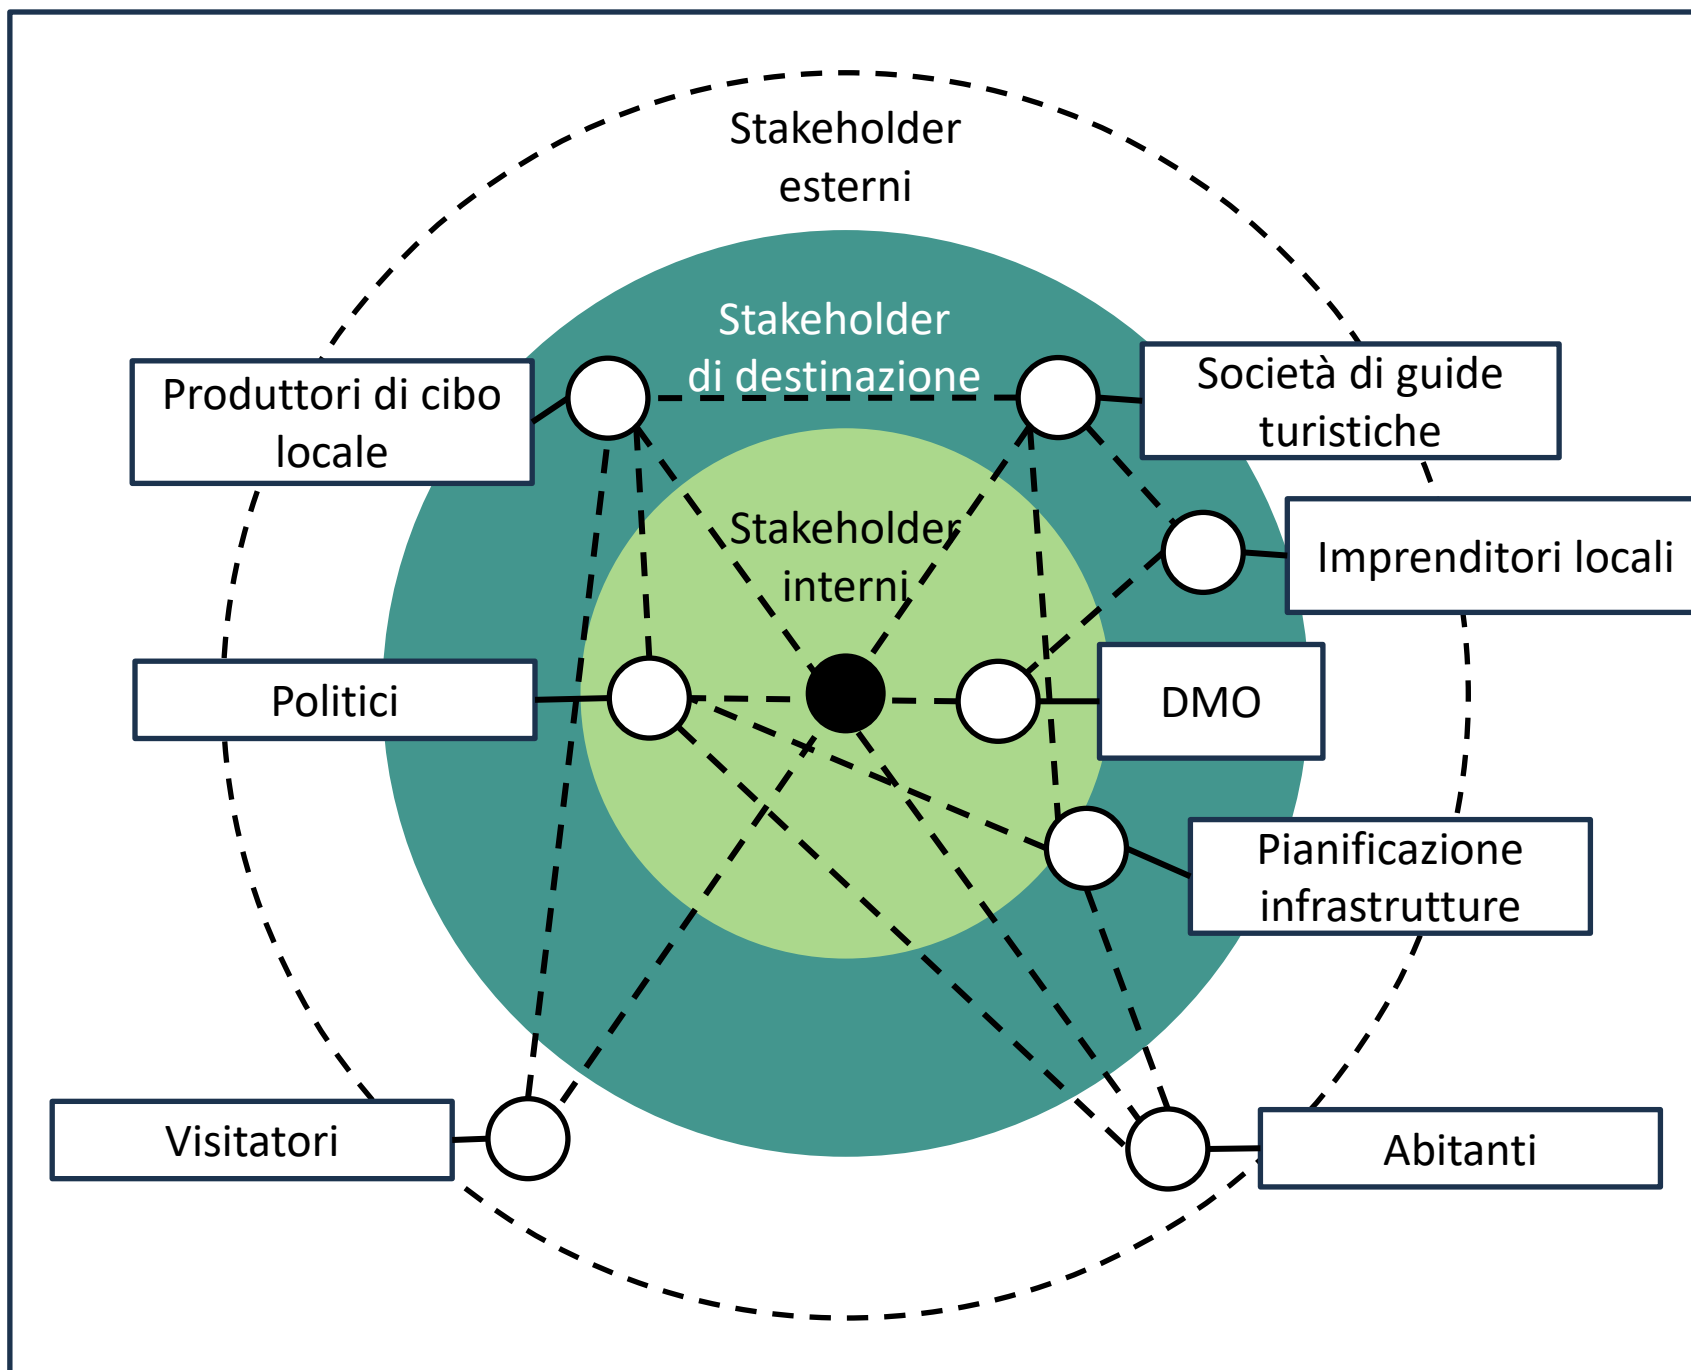 Stakeholder
esterni
Stakeholder
di destinazione
Produttori di cibo
locale
Società di guide
turistiche
Stakeholder
interni
Imprenditori locali
Politici
DMO
Pianificazione
infrastrutture
Visitatori
Abitanti